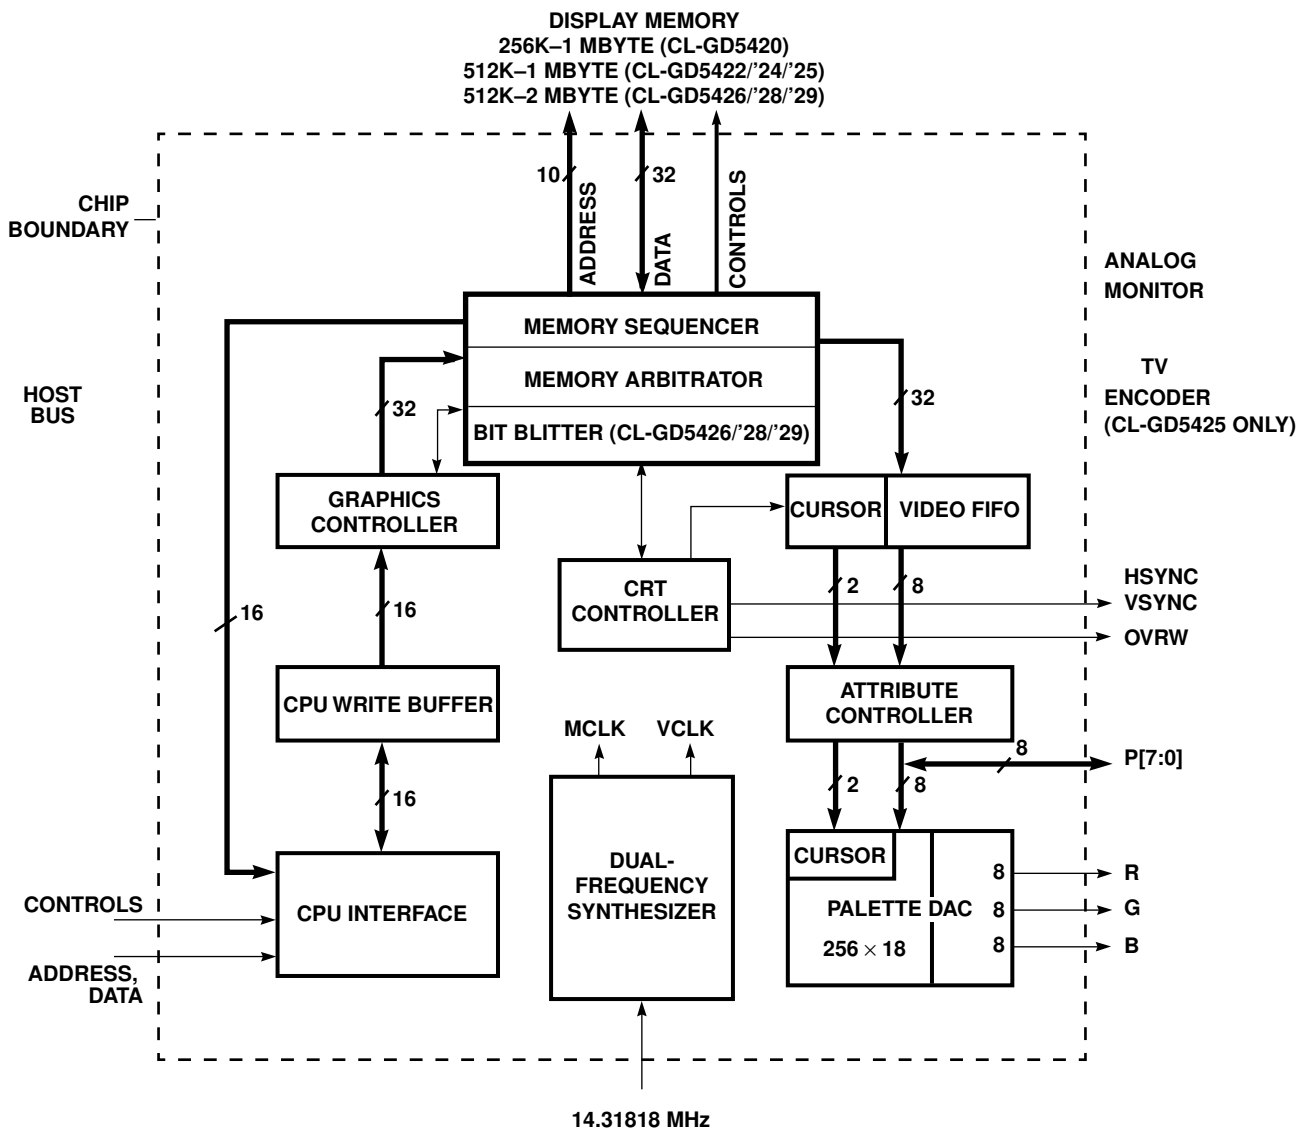 DISPLAY MEMORY
256K–1 MBYTE (CL-GD5420)
512K–1 MBYTE (CL-GD5422/’24/’25)
512K–2 MBYTE (CL-GD5426/’28/’29)
10
32
ADDRESS
DATA
CONTROLS
CHIP
BOUNDARY
ANALOG
MONITOR
MEMORY SEQUENCER
MEMORY ARBITRATOR
BIT BLITTER (CL-GD5426/’28/’29)
HOST
BUS
TV
ENCODER
(CL-GD5425 ONLY)
32
32
GRAPHICS
CONTROLLER
CURSOR
VIDEO FIFO
16
16
CRT
CONTROLLER
2
8
HSYNC
VSYNC
OVRW
CPU WRITE BUFFER
ATTRIBUTE
CONTROLLER
MCLK
VCLK
8
P[7:0]
16
2
8
CPU INTERFACE
DUAL-
FREQUENCY
SYNTHESIZER
CURSOR
PALETTE DAC
256 × 18
8
R
8
G
8
B
CONTROLS
ADDRESS,
DATA
14.31818 MHz